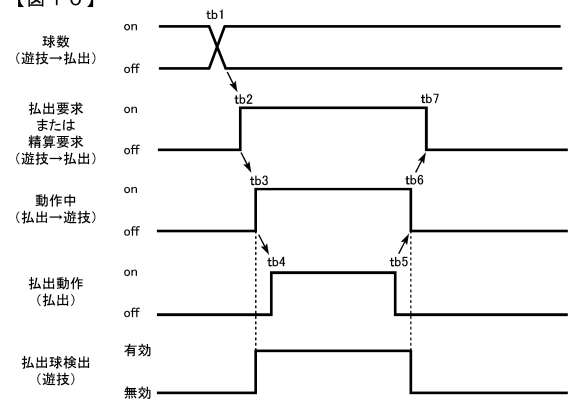 【図１０】
tb1
球数
（遊技→払出）
on
off
tb2
tb7
払出要求
または
精算要求
（遊技→払出）
on
off
tb3
tb6
動作中
（払出→遊技）
on
off
tb4
tb5
払出動作
（払出）
on
off
払出球検出
（遊技）
有効
無効